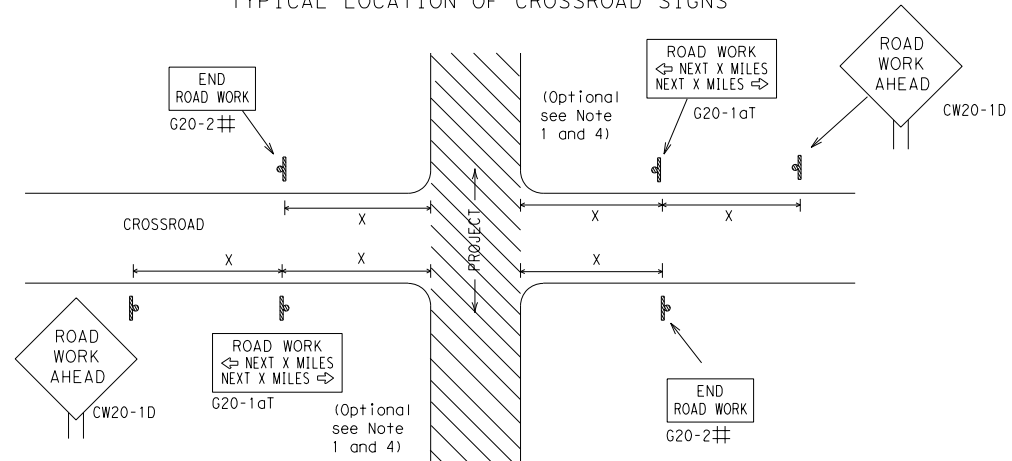 TYPICAL LOCATION OF CROSSROAD SIGNS
END
ROAD WORK
G20-2#
ROAD WORK
⇦ NEXT X MILES
NEXT X MILES ⇨
G20-1aT
(Optional
see Note
1 and 4)
ROAD
WORK
AHEAD
CW20-1D
X
X
X
CROSSROAD
PROJECT
X
X
X
ROAD
WORK
AHEAD
CW20-1D
ROAD WORK
⇦ NEXT X MILES
NEXT X MILES ⇨
G20-1aT
(Optional
see Note
1 and 4)
END
ROAD WORK
G20-2#